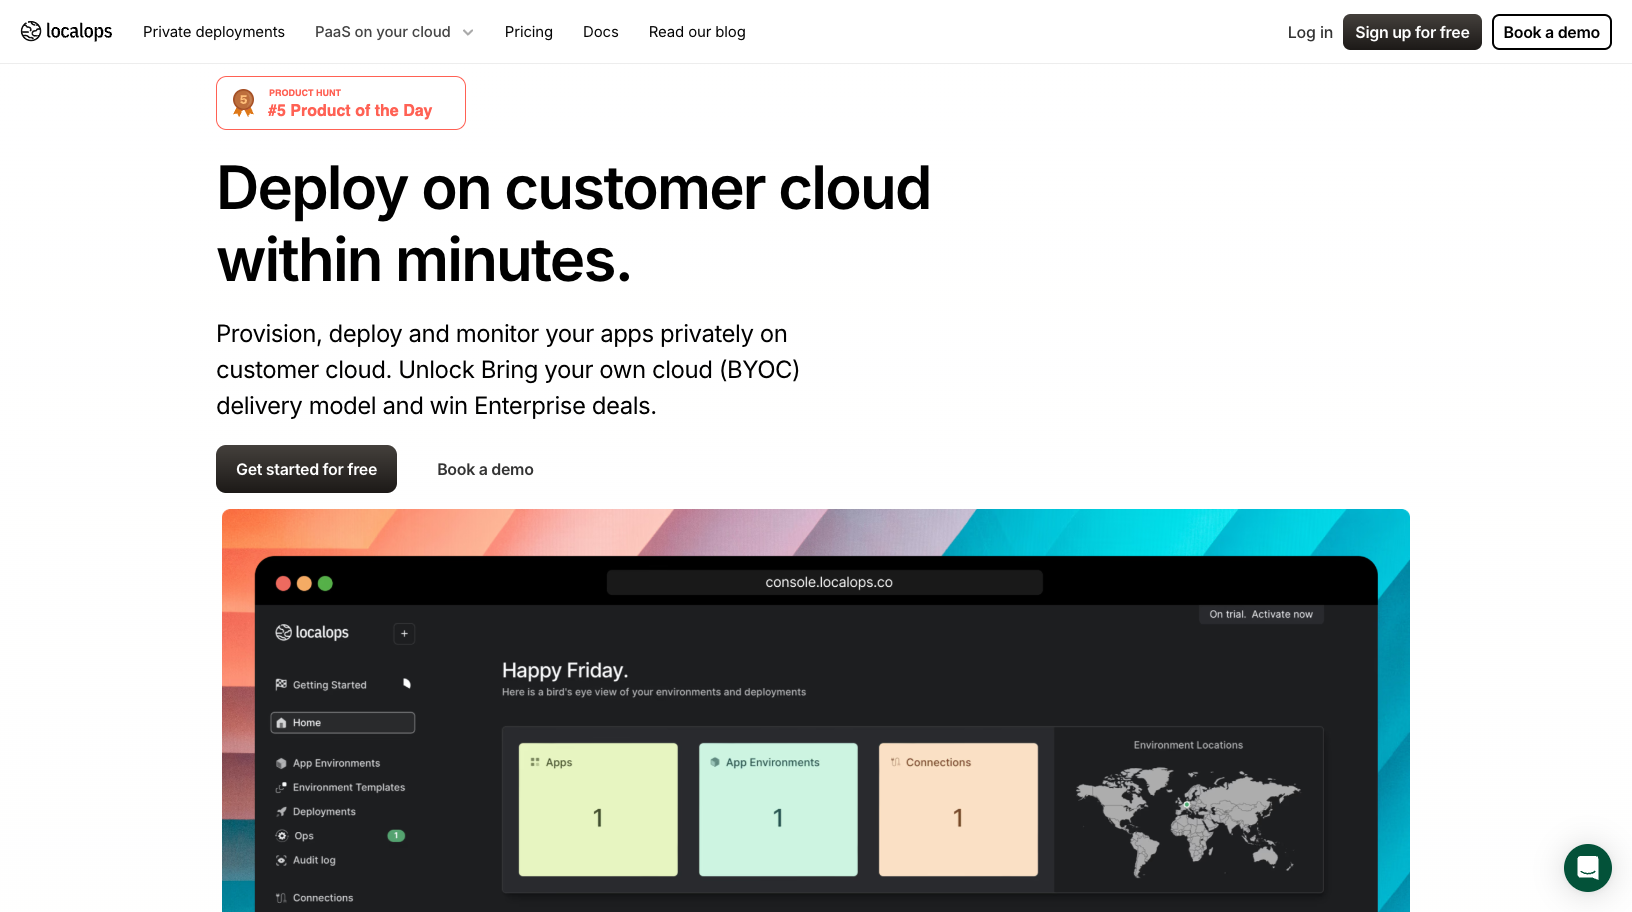 localops
Private deployments
PaaS on your cloud
Pricing
Docs
Read our blog
Log in
Sign up for free
Book a demo
5
PRODUCT HUNT
#5 Product of the Day
Deploy on customer cloud
within minutes.
Provision, deploy and monitor your apps privately on
customer cloud. Unlock Bring your own cloud (BYOC)
delivery model and win Enterprise deals.
Get started for free
Book a demo
console.localops.co
On trial. Activate now
localops
+
Getting Started
Home
App Environments
Environment Templates
Deployments
Ops
1
Audit log
Connections
Happy Friday.
Here is a bird's eye view of your environments and deployments
Apps
1
App Environments
1
Connections
1
Environment Locations